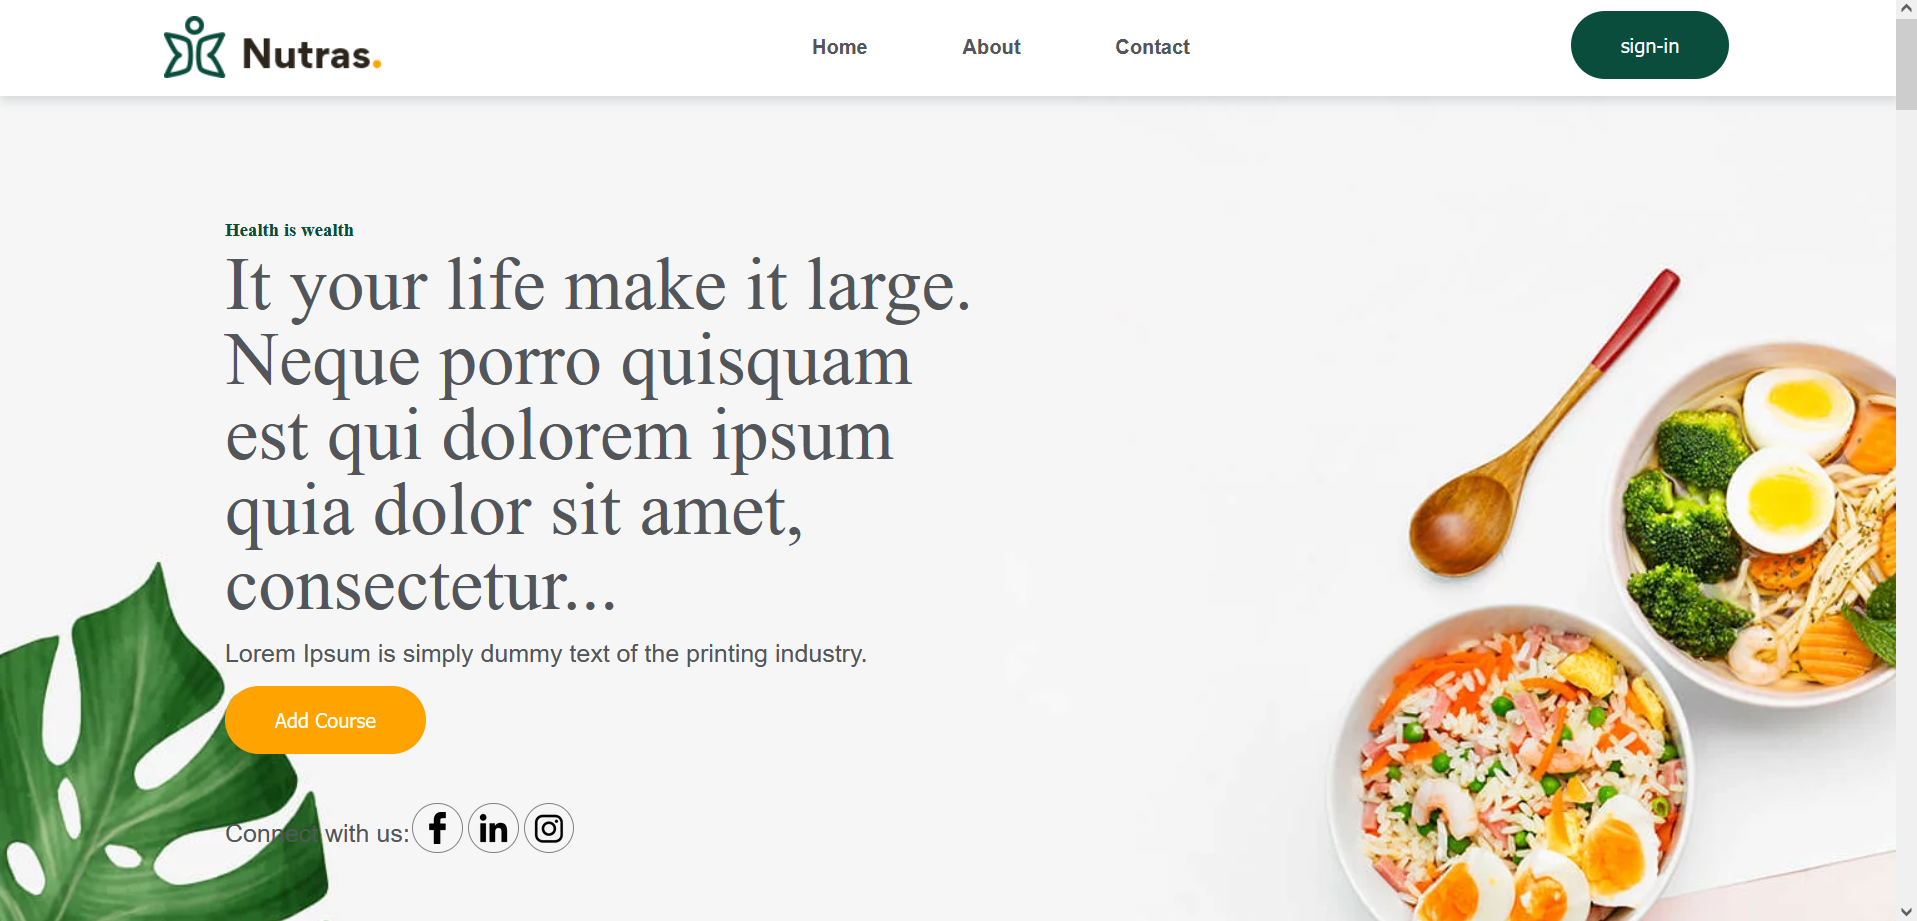 Nutras.
Home
About
Contact
sign-in
Health is wealth
It your life make it large.
Neque porro quisquam
est qui dolorem ipsum
quia dolor sit amet,
consectetur...
Lorem Ipsum is simply dummy text of the printing industry.
Add Course
Connect with us: